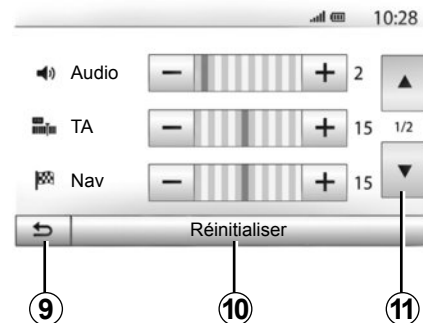 10:28
Audio − + 2
TA − + 15 1/2
Nav − + 15
Réinitialiser
9 10 11